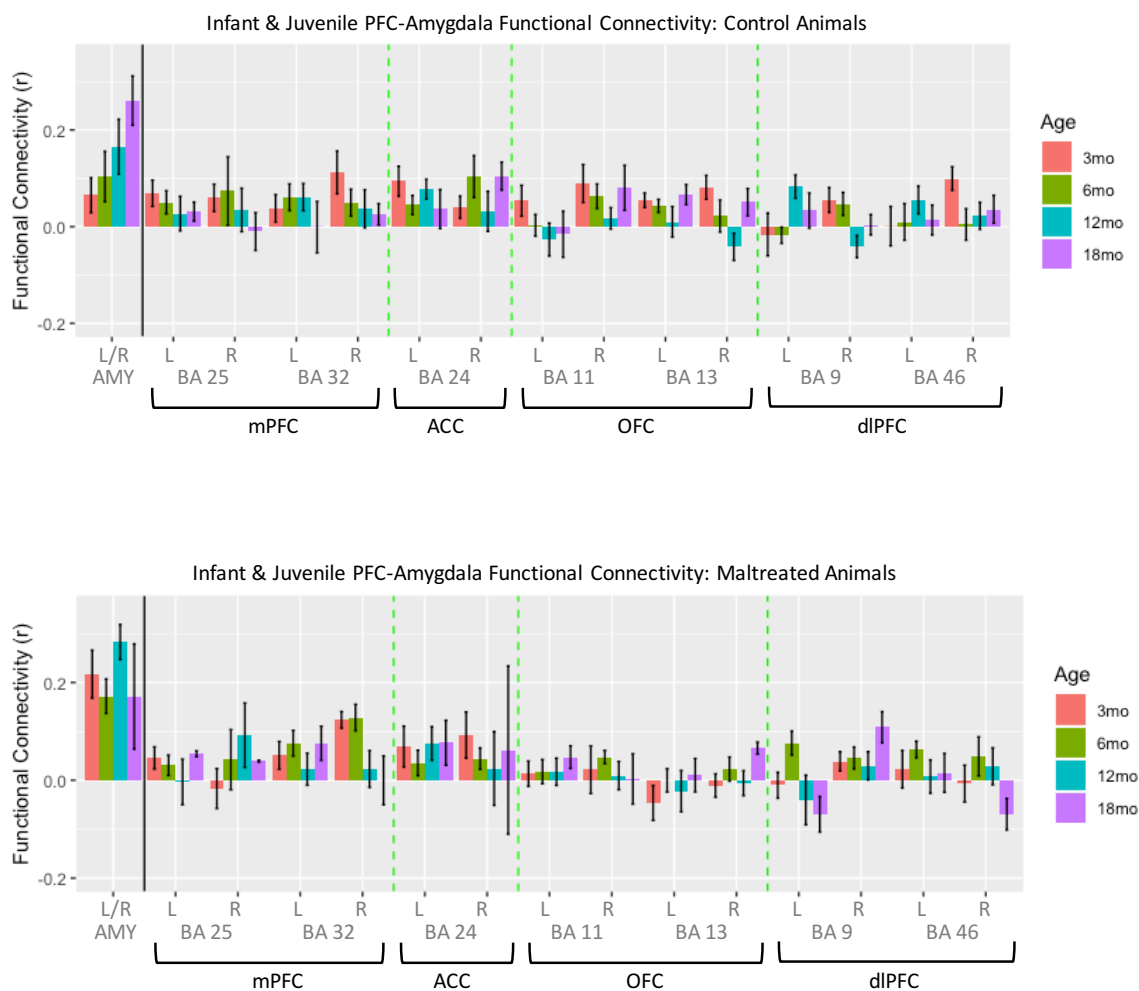 Infant & Juvenile PFC-Amygdala Functional Connectivity: Control Animals
Functional Connectivity (r)
0.2
0.0
-0.2
L/R L R L R L R L R L R L R L R
AMY BA 25 BA 32 BA 24 BA 11 BA 13 BA 9 BA 46
mPFC ACC OFC dlPFC
Age
3mo
6mo
12mo
18mo
Infant & Juvenile PFC-Amygdala Functional Connectivity: Maltreated Animals
Functional Connectivity (r)
0.2
0.0
-0.2
L/R L R L R L R L R L R L R L R
AMY BA 25 BA 32 BA 24 BA 11 BA 13 BA 9 BA 46
mPFC ACC OFC dlPFC
Age
3mo
6mo
12mo
18mo